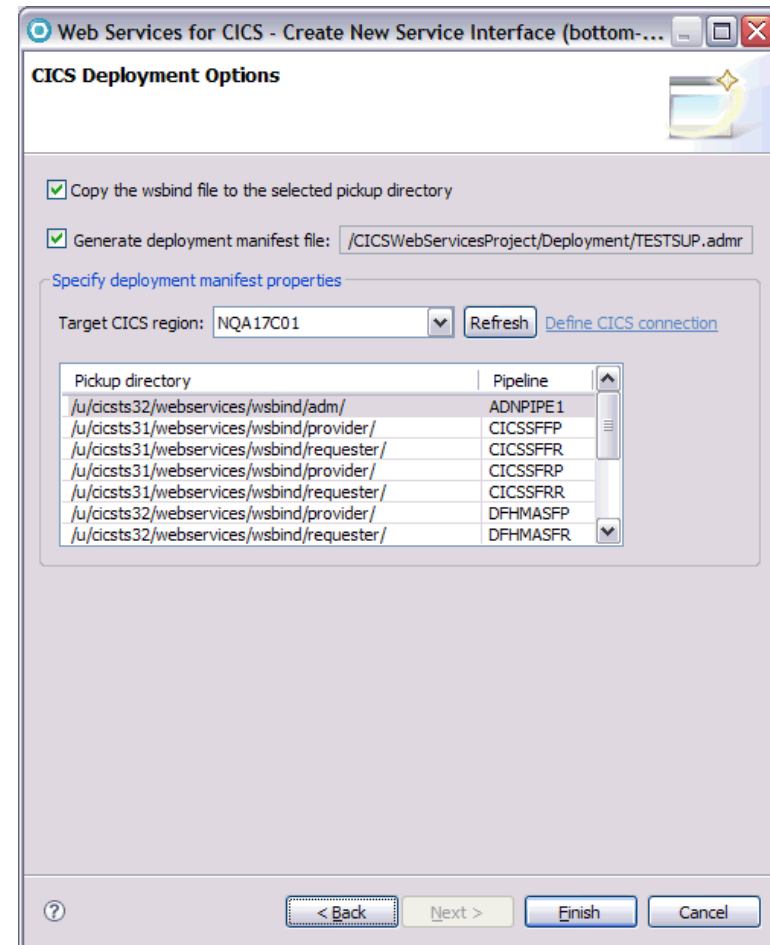 Web Services for CICS - Create New Service Interface (bottom-...
CICS Deployment Options
Copy the wsbind file to the selected pickup directory
Generate deployment manifest file: /CICSWebServicesProject/Deployment/TESTSUP.admr
Specify deployment manifest properties
Target CICS region: NQA17C01 Refresh Define CICS connection
Pickup directory Pipeline
/u/cicsts32/webservices/wsbind/adm/ ADNPIPE1
/u/cicsts31/webservices/wsbind/provider/ CICSSFFP
/u/cicsts31/webservices/wsbind/requester/ CICSSFFR
/u/cicsts31/webservices/wsbind/provider/ CICSSFRP
/u/cicsts31/webservices/wsbind/requester/ CICSSFRR
/u/cicsts32/webservices/wsbind/provider/ DFHMASFP
/u/cicsts32/webservices/wsbind/requester/ DFHMASFR
? < Back Next > Finish Cancel